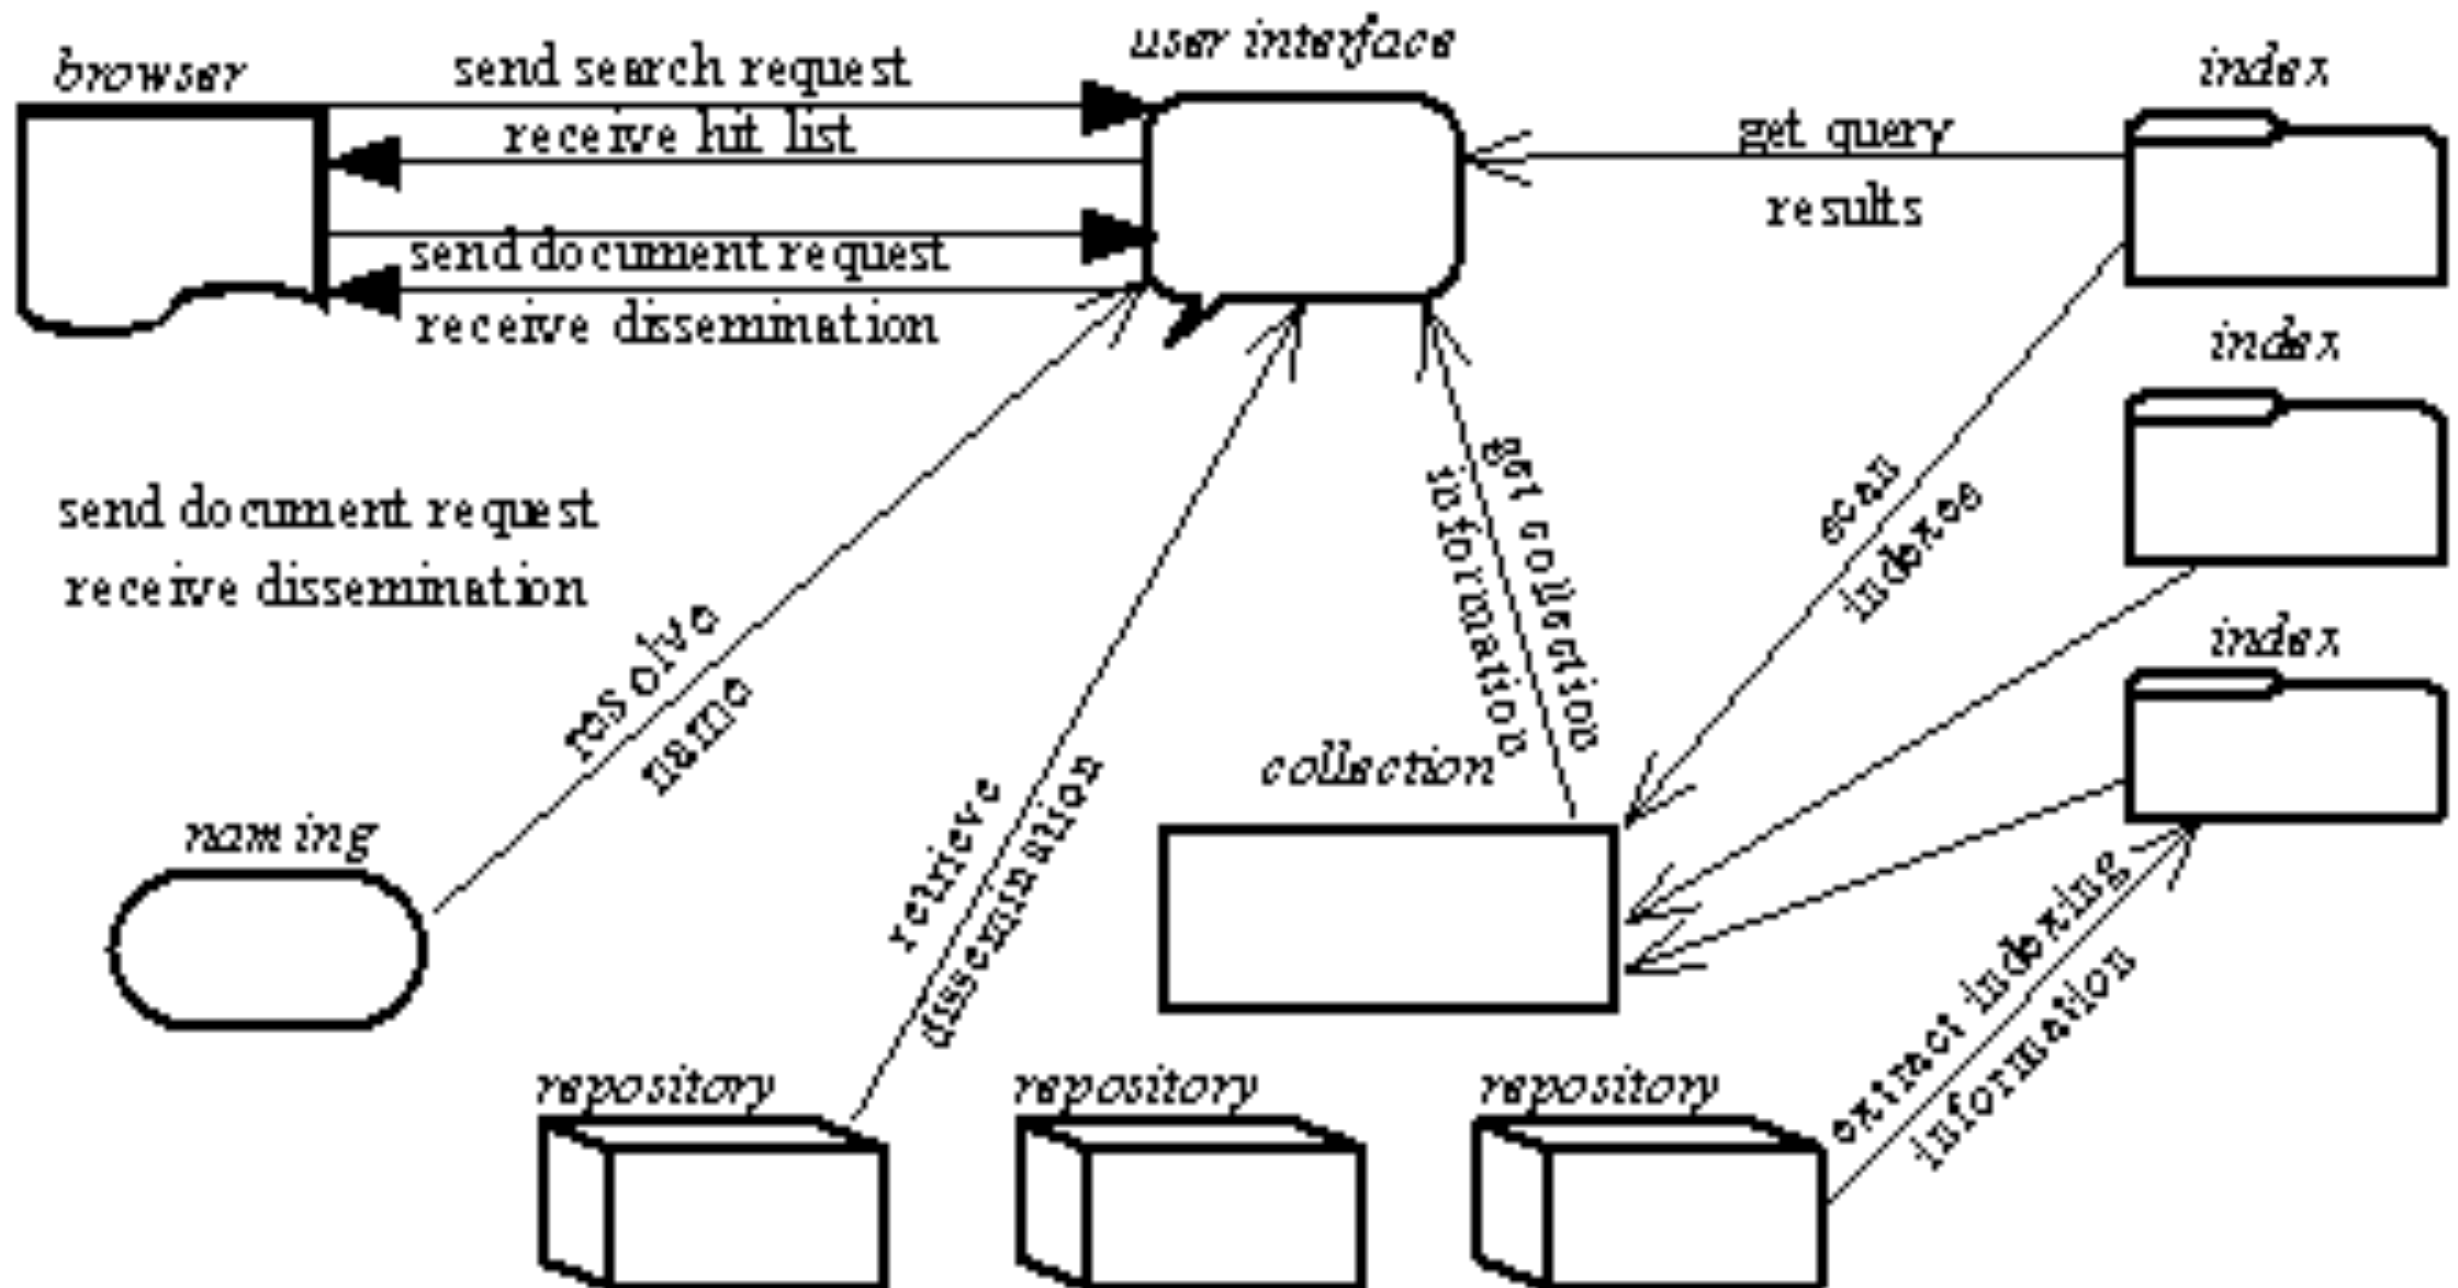 browser
send search request
receive hit list
send document request
receive dissemination
user interface
get query
results
index
index
index
scan
indexes
get collection
information
send document request
receive dissemination
resolve
name
naming
retrieve
dissemination
collection
extract indexing
information
repository
repository
repository